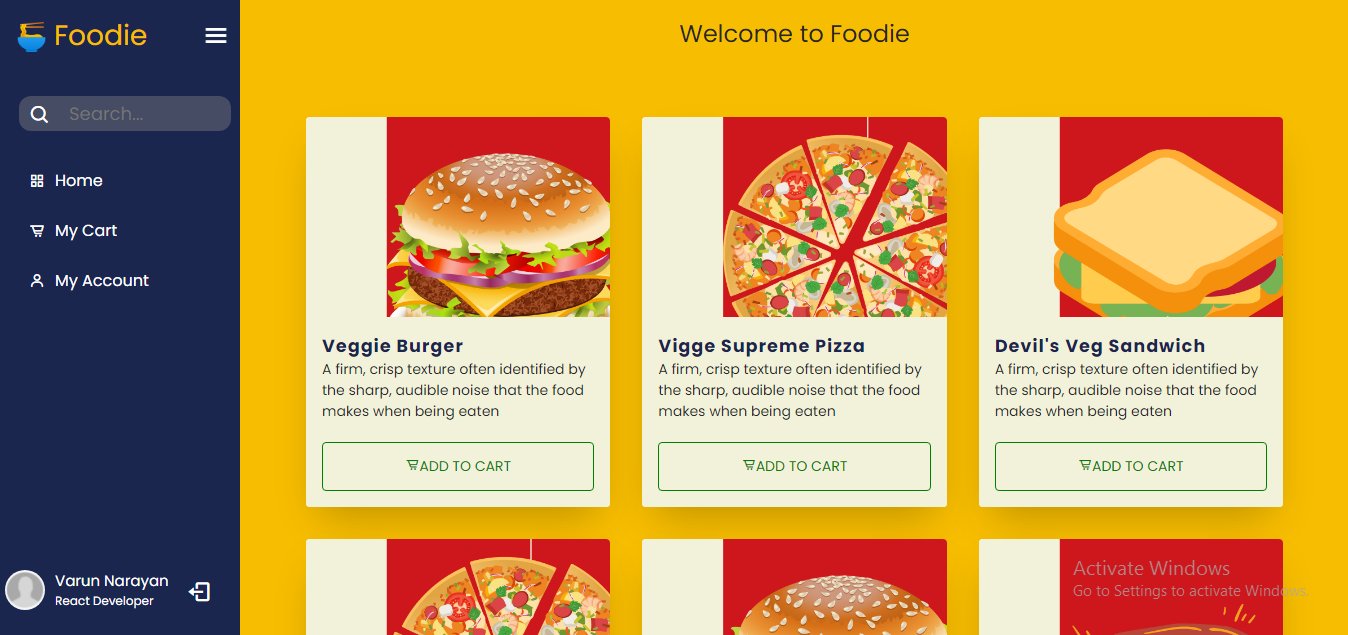 Foodie
Welcome to Foodie
Search...
Home
My Cart
My Account
Veggie Burger
A firm, crisp texture often identified by
the sharp, audible noise that the food
makes when being eaten
ADD TO CART
Vigge Supreme Pizza
A firm, crisp texture often identified by
the sharp, audible noise that the food
makes when being eaten
ADD TO CART
Devil's Veg Sandwich
A firm, crisp texture often identified by
the sharp, audible noise that the food
makes when being eaten
ADD TO CART
Varun Narayan
React Developer
Activate Windows
Go to Settings to activate Windows.